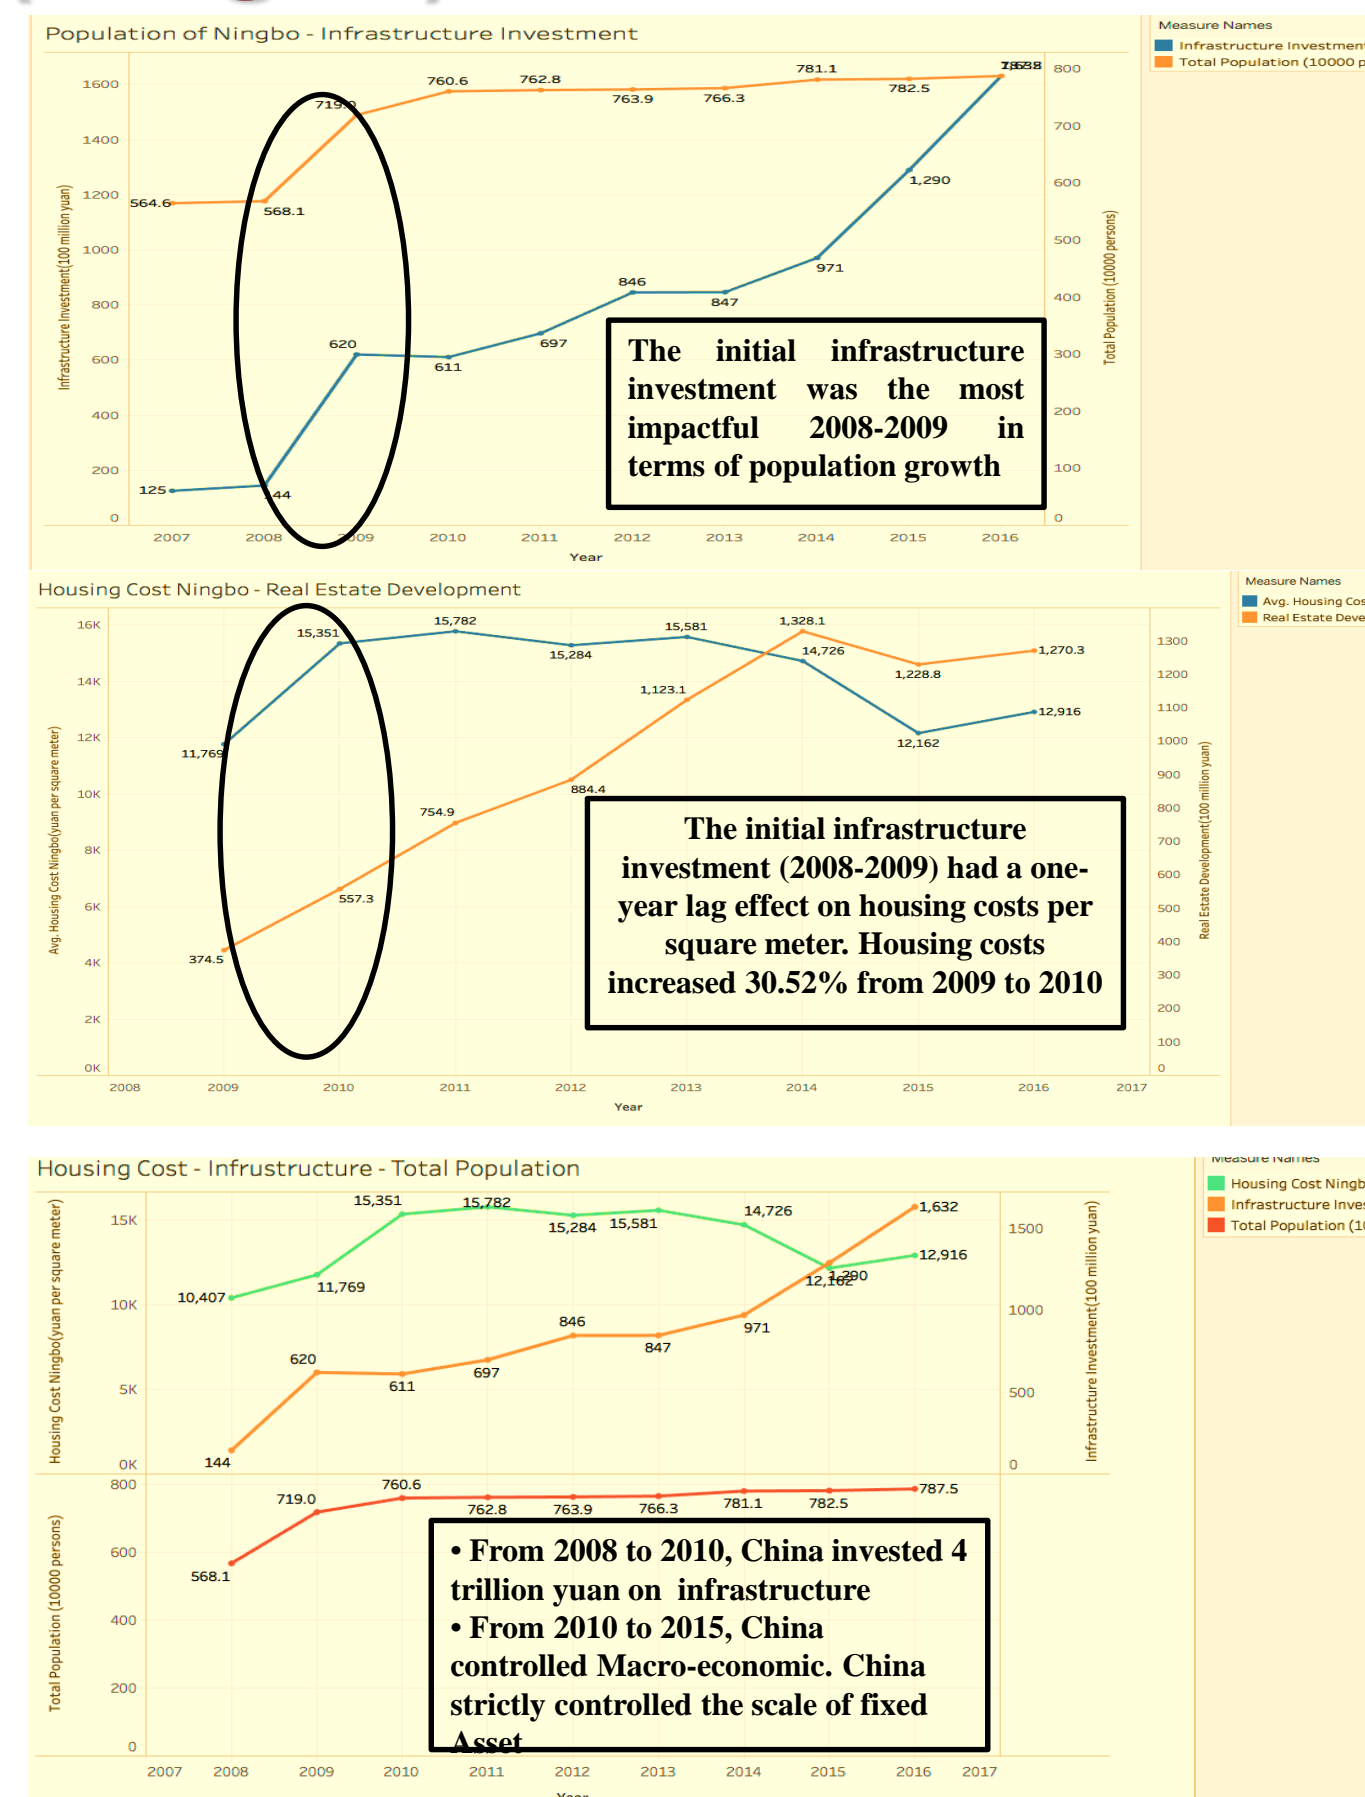 Population of Ningbo - Infrastructure Investment
Measure Names
Infrastructure Investment
Total Population (10000 p
1600
1400
1200
1000
800
600
400
200
0
Infrastructure Investment(100 million yuan)
564.6
568.1
719.0
760.6
762.8
763.9
766.3
781.1
782.5
125
620
611
697
846
847
971
1,290
800
700
600
500
400
300
200
100
0
Total Population (10000 persons)
The initial infrastructure
investment was the most
impactful 2008-2009 in
terms of population growth
2007 2008 2010 2011 2012 2013 2014 2015 2016
Year
Housing Cost Ningbo - Real Estate Development
Measure Names
Avg. Housing Cos
Real Estate Deve
16K
14K
12K
10K
8K
6K
4K
2K
0K
Avg. Housing Cost Ningbo(yuan per square meter)
11,769
15,351
15,782
15,284
15,581
14,726
12,162
12,916
374.5
557.3
754.9
884.4
1,123.1
1,328.1
1,228.8
1,270.3
1300
1200
1100
1000
900
800
700
600
500
400
300
200
100
0
Real Estate Development(100 million yuan)
The initial infrastructure
investment (2008-2009) had a one-
year lag effect on housing costs per
square meter. Housing costs
increased 30.52% from 2009 to 2010
2008 2009 2010 2011 2012 2013 2014 2015 2016 2017
Year
Housing Cost - Infrustructure - Total Population
Measure Names
Housing Cost Ningb
Infrastructure Inves
Total Population (10
15K
10K
5K
0K
Housing Cost Ningbo(yuan per square meter)
10,407
11,769
15,351
15,782
15,284
15,581
14,726
12,162
12,916
144
620
611
697
846
847
971
1,290
1,632
1500
1000
500
0
Infrastructure Investment(100 million yuan)
800
600
400
200
0
Total Population (10000 persons)
568.1
719.0
760.6
762.8
763.9
766.3
781.1
782.5
787.5
• From 2008 to 2010, China invested 4
trillion yuan on infrastructure
• From 2010 to 2015, China
controlled Macro-economic. China
strictly controlled the scale of fixed
Asset
2007 2008 2009 2010 2011 2012 2013 2014 2015 2016 2017
Year